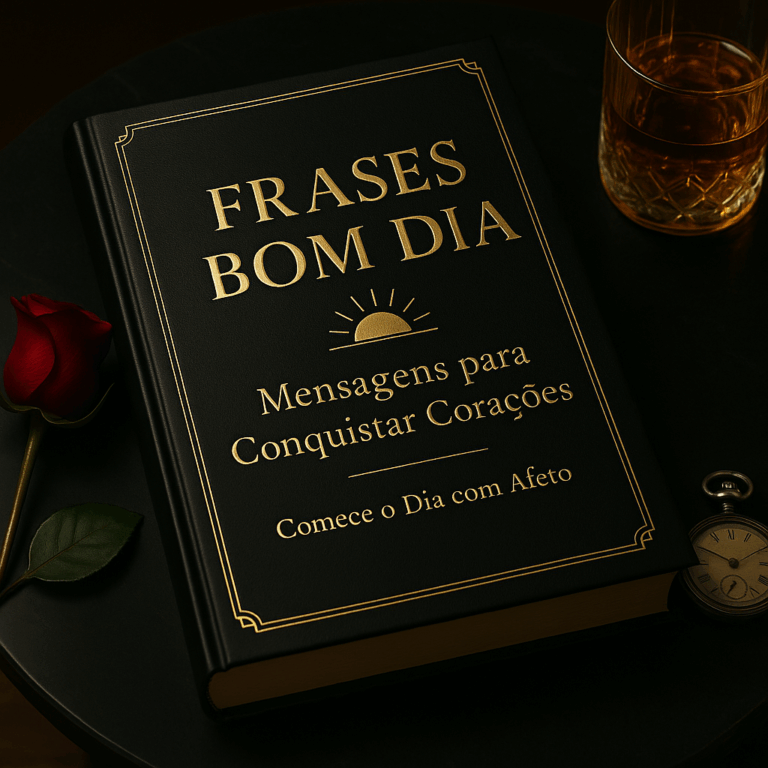 FRASES
BOM DIA
Mensagens para
Conquistar Corações
Comece o Dia com Afeto